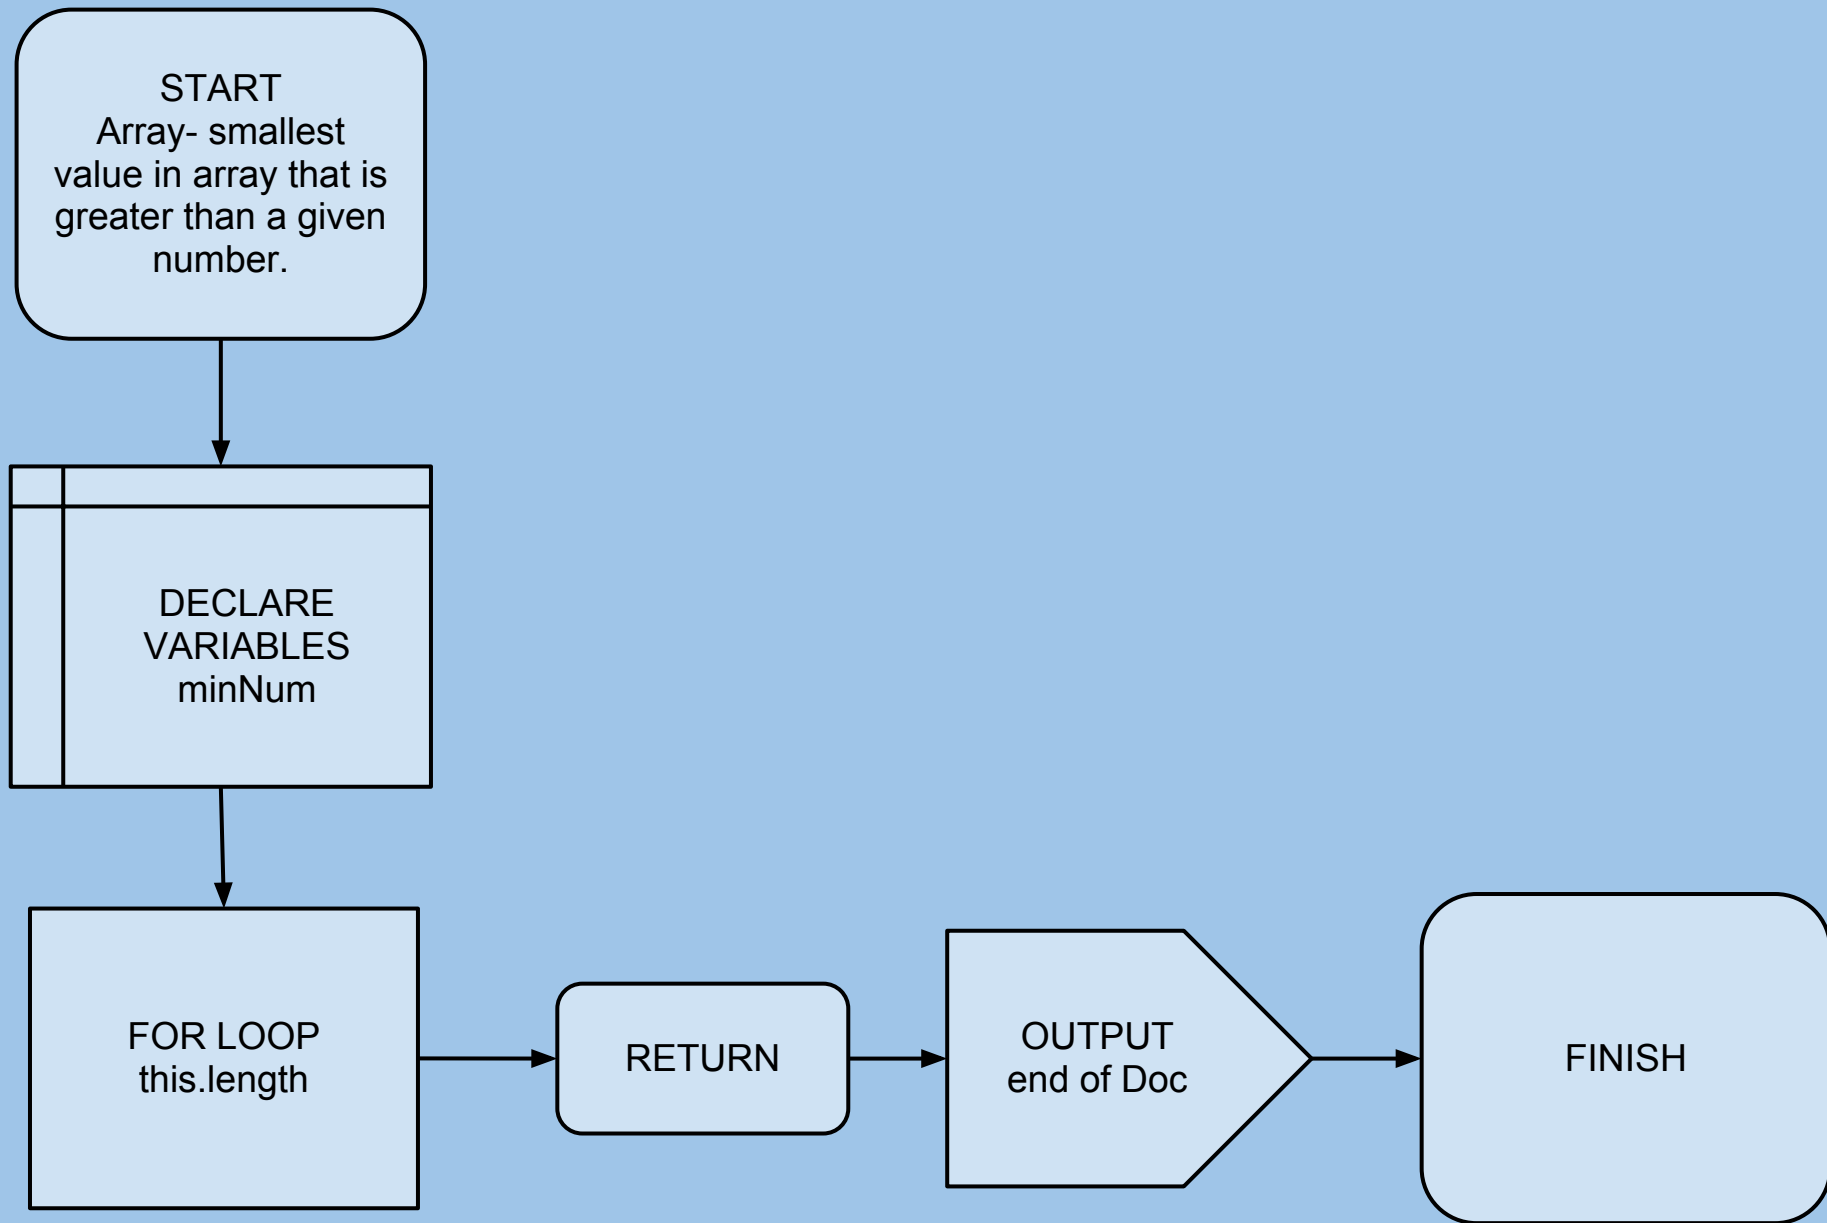 START
Array- smallest
value in array that is
greater than a given
number.
DECLARE
VARIABLES
minNum
FOR LOOP
this.length
RETURN
OUTPUT
end of Doc
FINISH